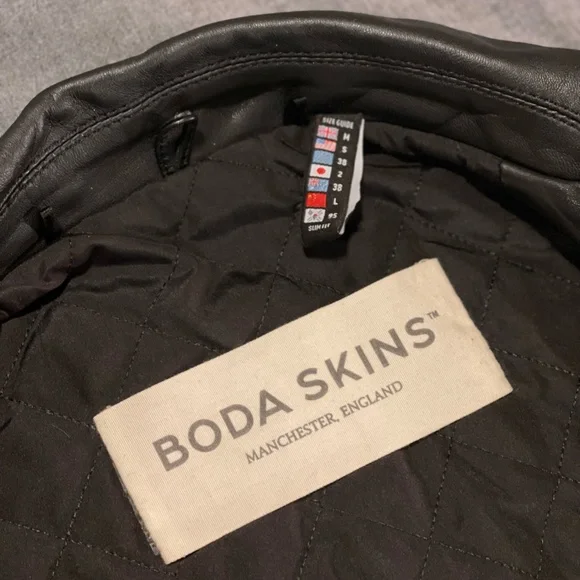 SIZE GUIDE
M
S
38
2
38
L
95
SLIM FIT
BODA SKINS™
MANCHESTER, ENGLAND